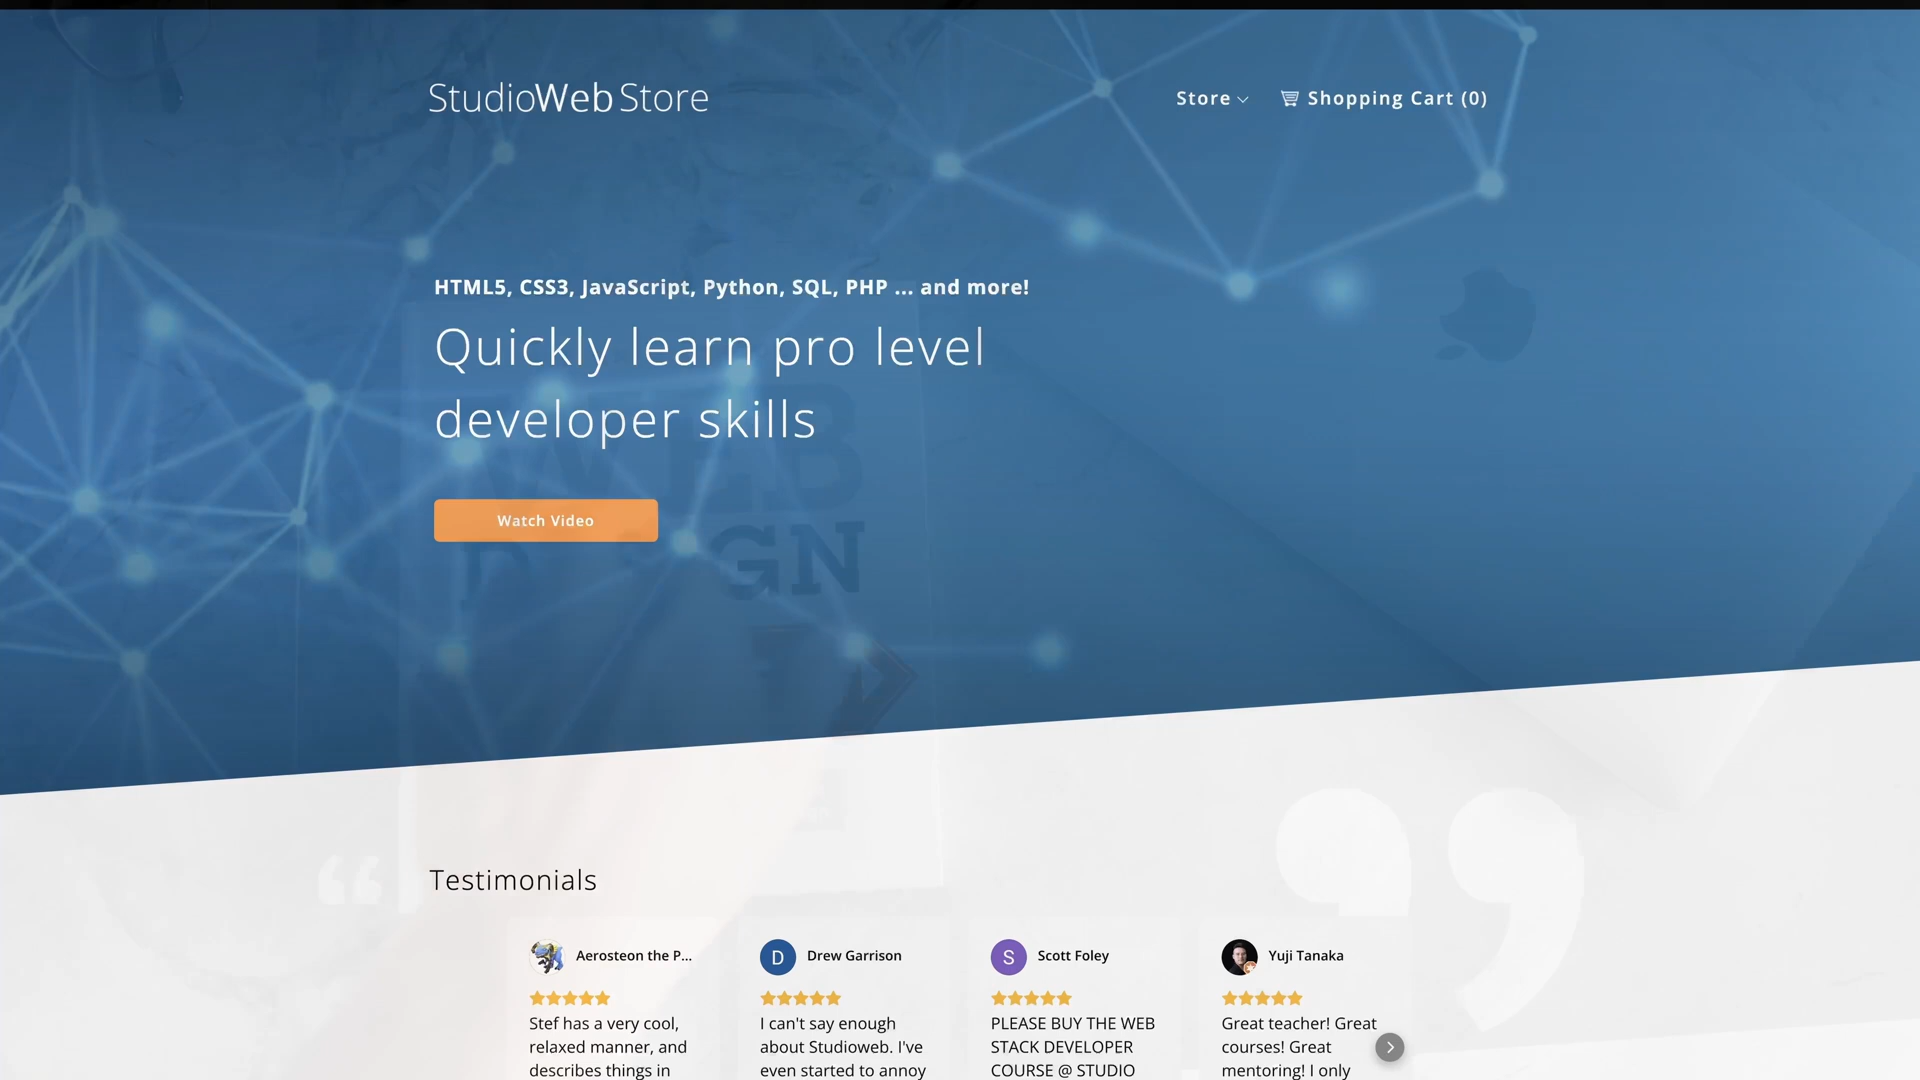 StudioWeb Store
Store
Shopping Cart (0)
HTML5, CSS3, JavaScript, Python, SQL, PHP ... and more!
Quickly learn pro level
developer skills
WEB
GN
Watch Video
Testimonials
Aerosteon the P...
Stef has a very cool,
relaxed manner, and
describes things in
Drew Garrison
I can't say enough
about Studioweb. I've
even started to annoy
Scott Foley
PLEASE BUY THE WEB
STACK DEVELOPER
COURSE @ STUDIO
Yuji Tanaka
Great teacher! Great
courses! Great
mentoring! I only